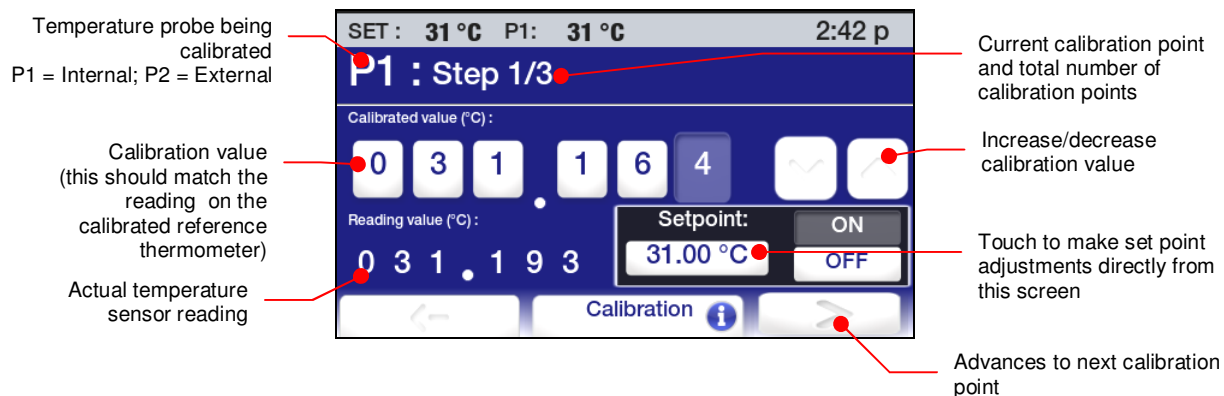 Temperature probe being
calibrated
P1 = Internal; P2 = External
Calibration value
(this should match the
reading on the
calibrated reference
thermometer)
Actual temperature
sensor reading
SET : 31 °C P1: 31 °C 2:42 p
P1 : Step 1/3
Calibrated value (°C) :
0 3 1 . 1 6 4
Reading value (°C) :
0 3 1 . 1 9 3
Setpoint:
31.00 °C
ON
OFF
Calibration i
Current calibration point
and total number of
calibration points
Increase/decrease
calibration value
Touch to make set point
adjustments directly from
this screen
Advances to next calibration
point